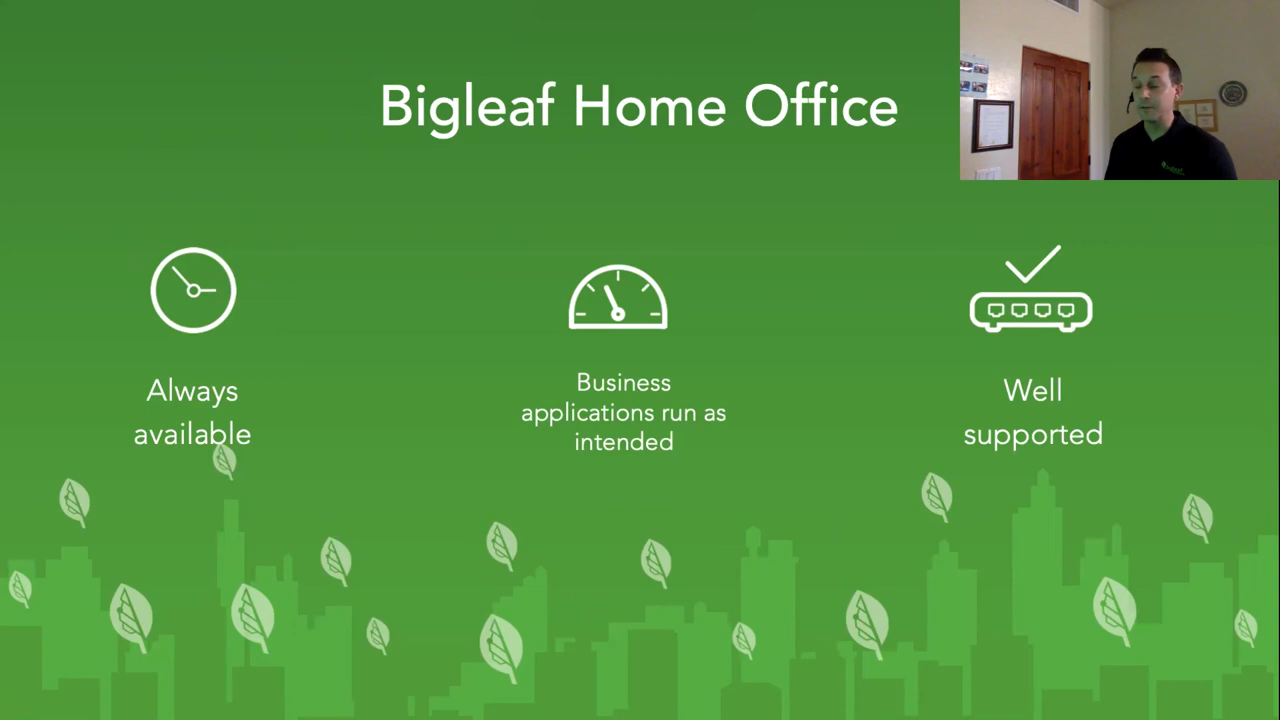 Bigleaf Home Office
Always
available
Business
applications run as
intended
Well
supported